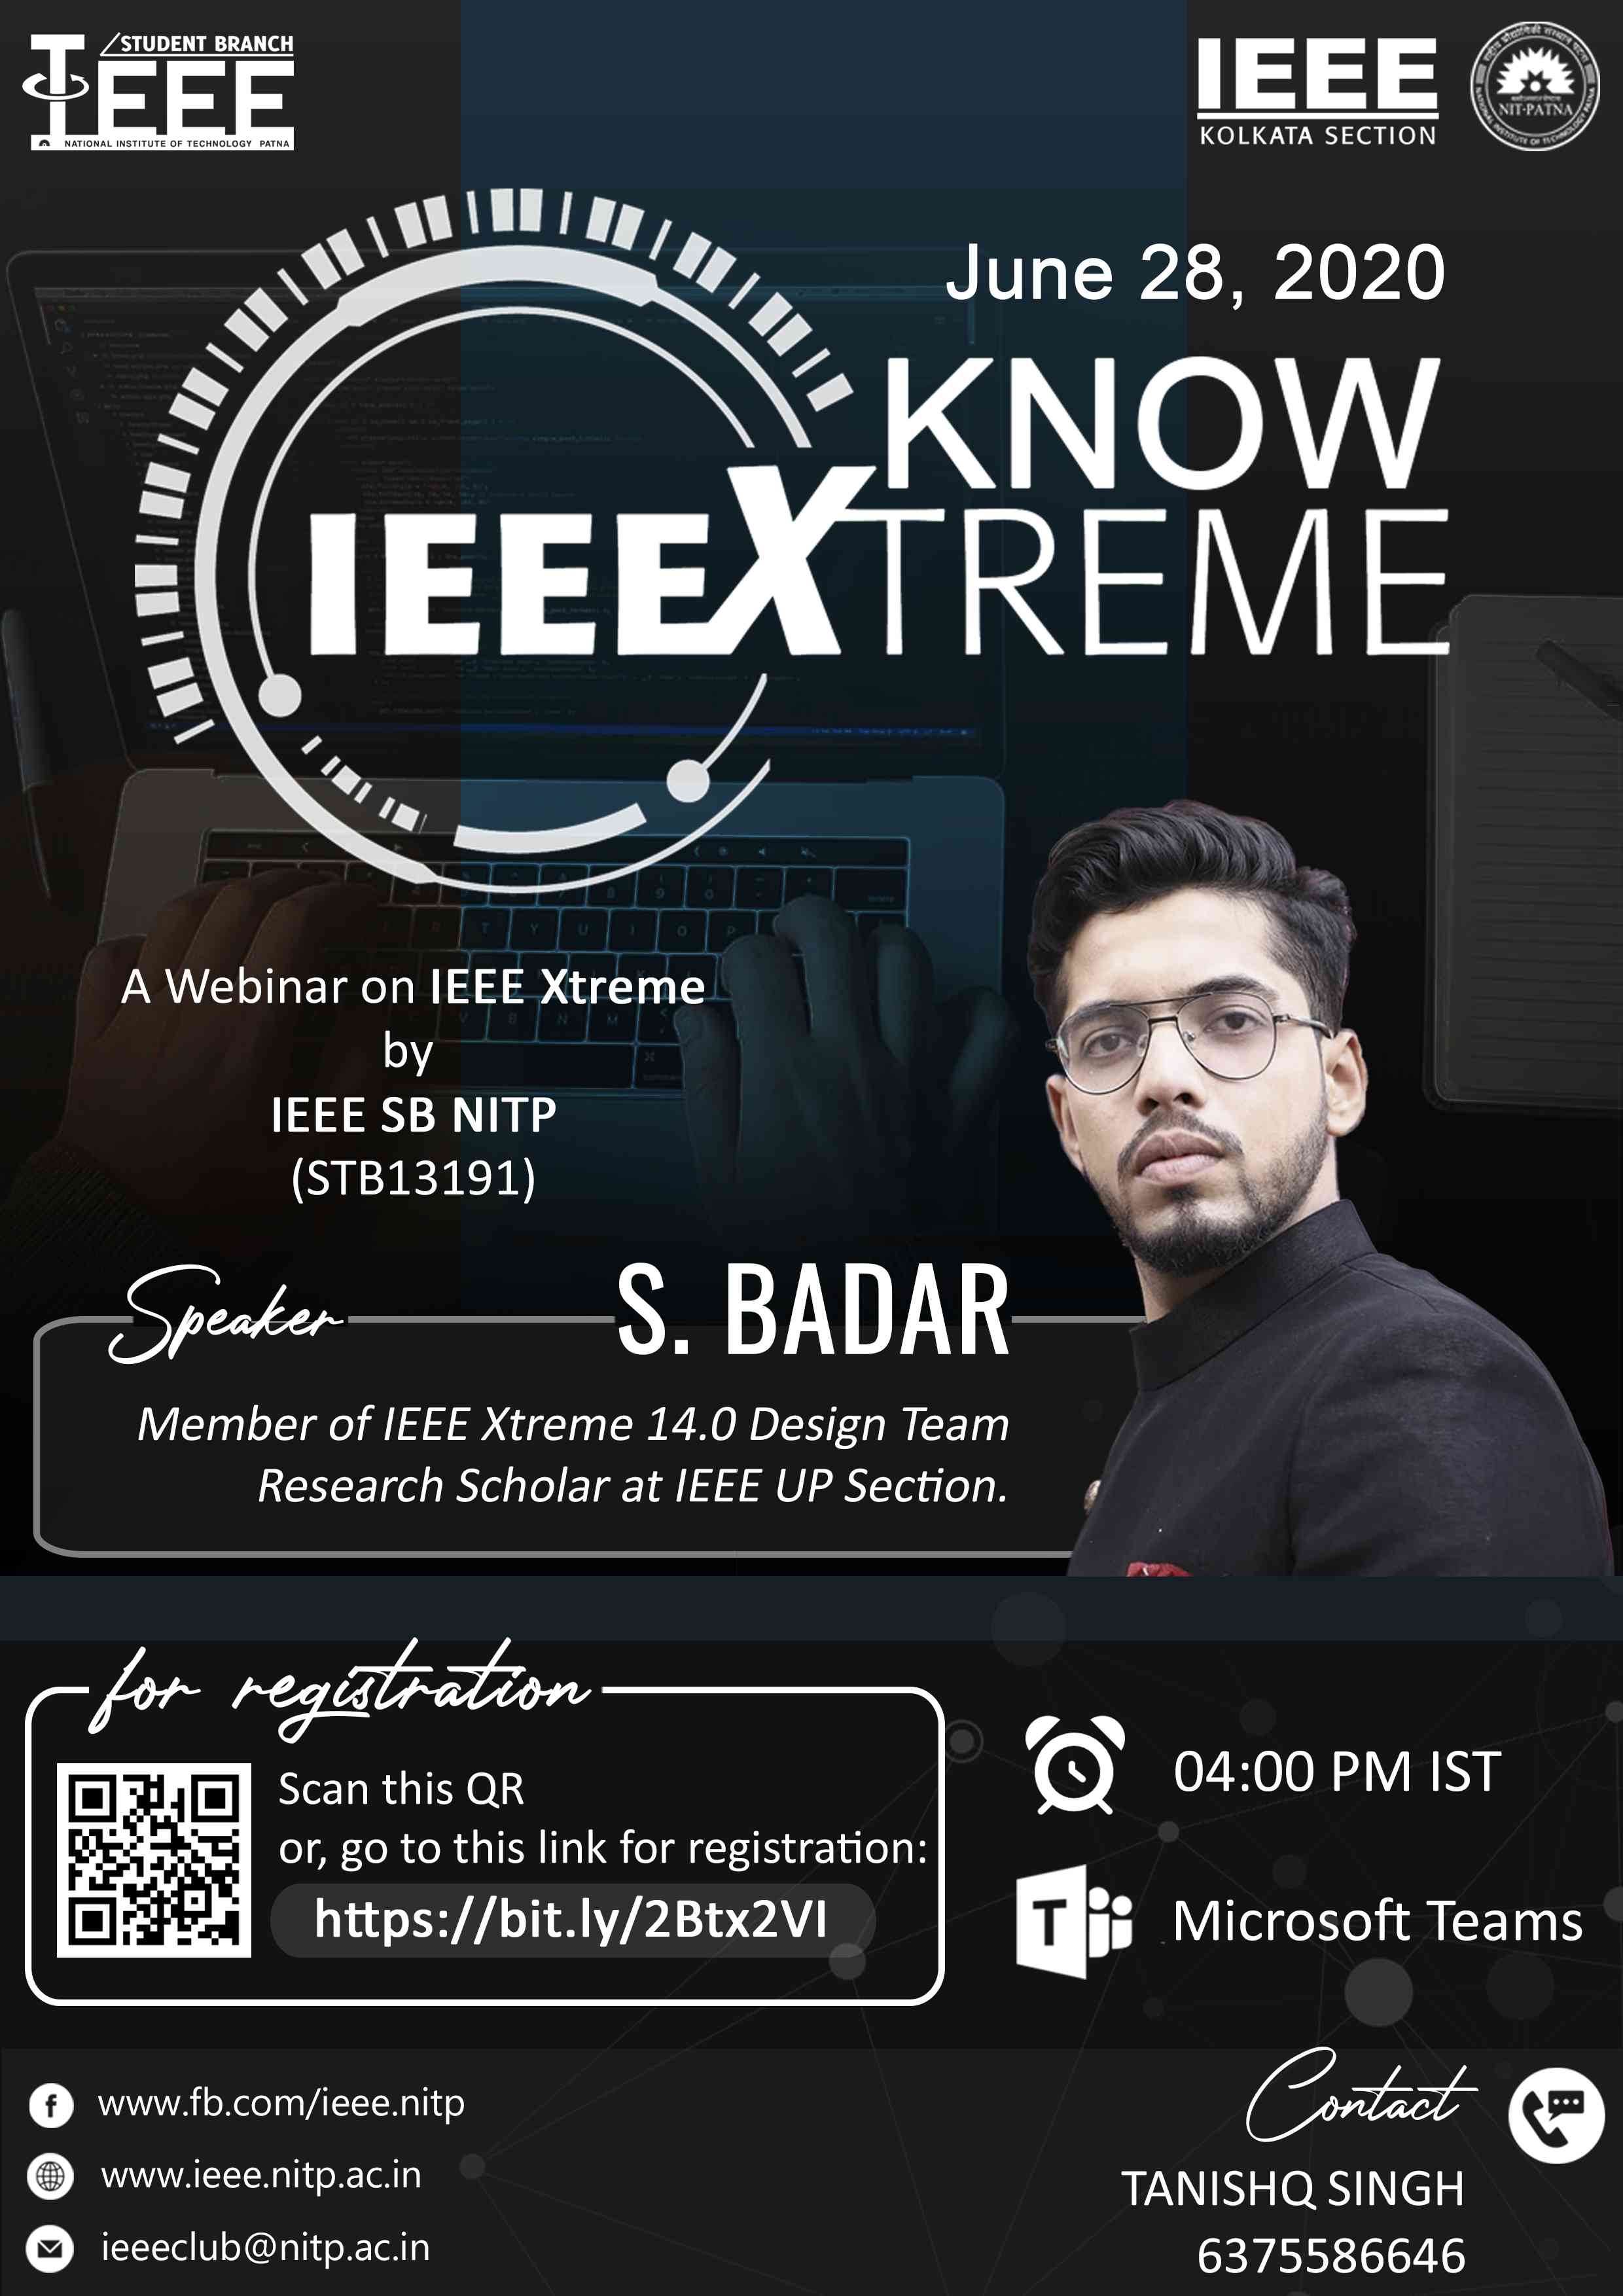 STUDENT BRANCH
IEEE
NATIONAL INSTITUTE OF TECHNOLOGY PATNA
IEEE
KOLKATA SECTION
NIT-PATNA
June 28, 2020
KNOW
IEEEXTREME
A Webinar on IEEE Xtreme
by
IEEE SB NITP
(STB13191)
Speaker
S. BADAR
Member of IEEE Xtreme 14.0 Design Team
Research Scholar at IEEE UP Section.
for registration
Scan this QR
or, go to this link for registration:
https://bit.ly/2Btx2VI
04:00 PM IST
T
Microsoft Teams
www.fb.com/ieee.nitp
www.ieee.nitp.ac.in
ieeeclub@nitp.ac.in
Contact
TANISHQ SINGH
6375586646